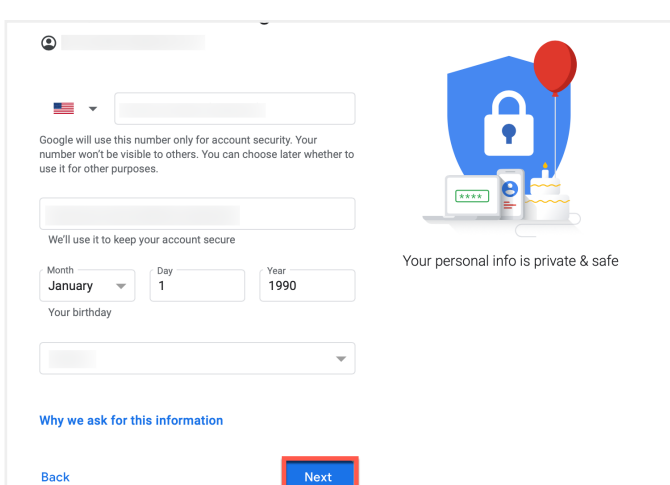 Google will use this number only for account security. Your
number won't be visible to others. You can choose later whether to
use it for other purposes.
We'll use it to keep your account secure
Month
January
Day
1
Year
1990
Your birthday
Why we ask for this information
Back
Next
****
Your personal info is private & safe